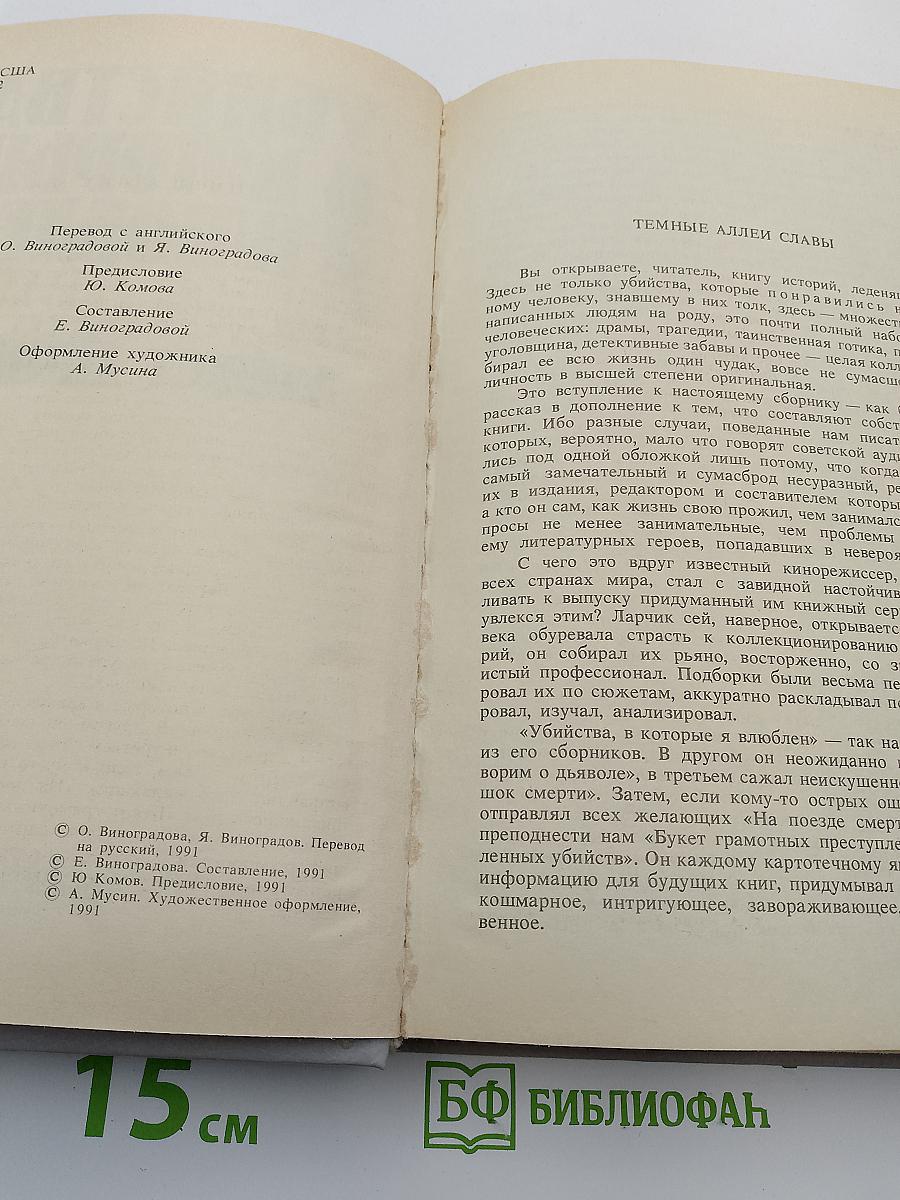 США
2
Перевод с английского
О. Виноградовой и Я. Виноградова
Предисловие
Ю. Комова
Составление
Е. Виноградовой
Оформление художника
А. Мусина
© О. Виноградова, Я. Виноградов. Перевод
на русский, 1991
© Е. Виноградова. Составление, 1991
© Ю Комов. Предисловие, 1991
© А. Мусин. Художественное оформление,
1991
ТЕМНЫЕ АЛЛЕИ СЛАВЫ
Вы открываете, читатель, книгу историй, леденя
Здесь не только убийства, которые понравились
ному человеку, знавшему в них толк, здесь — множест
написанных людям на роду, это почти полный наб
человеческих: драмы, трагедии, таинственная готика, п
уголовщина, детективные забавы и прочее — целая колл
бирал ее всю жизнь один чудак, вовсе не сумасш
личность в высшей степени оригинальная.
Это вступление к настоящему сборнику — как
рассказ в дополнение к тем, что составляют собст
книги. Ибо разные случаи, поведанные нам писат
которых, вероятно, мало что говорят советской ауд
лись под одной обложкой лишь потому, что когда
самый замечательный и сумасброд несуразный, ре
их в издания, редактором и составителем которы
а кто он сам, как жизнь свою прожил, чем занималс
просы не менее занимательные, чем проблемы
ему литературных героев, попадавших в невероя
С чего это вдруг известный кинорежиссер,
всех странах мира, стал с завидной настойчив
ливать к выпуску придуманный им книжный сер
увлекся этим? Ларчик сей, наверное, открывается
века обуревала страсть к коллекционированию
рий, он собирал их рьяно, восторженно, со з
истый профессионал. Подборки были весьма пе
ровал их по сюжетам, аккуратно раскладывал по
ровал, изучал, анализировал.
«Убийства, в которые я влюблен» — так на
из его сборников. В другом он неожиданно
ворим о дьяволе», в третьем сажал неискушенно
шок смерти». Затем, если кому-то острых ощ
отправлял всех желающих «На поезде смерт
преподнести нам «Букет грамотных преступле
ленных убийств». Он каждому картотечному я
информацию для будущих книг, придумывал
кошмарное, интригующее, завораживающее.
венное.
15 см
БФ БИБЛИОФАН